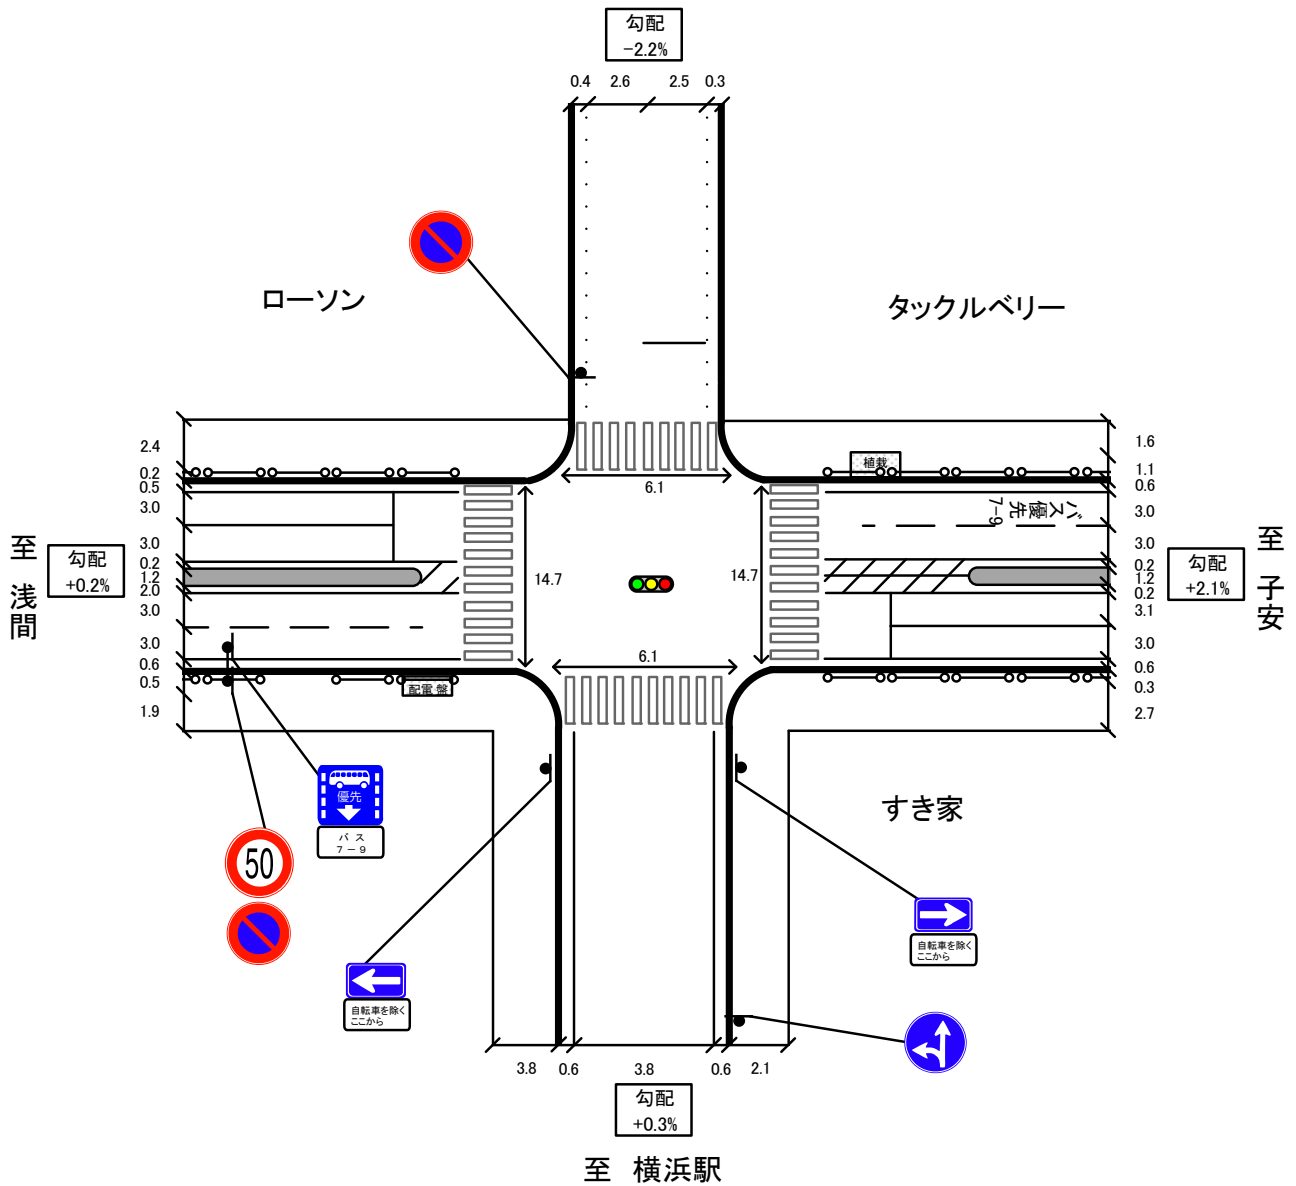 勾配
-2.2%
0.4 2.6 2.5 0.3
ローソン
タックルベリー
2.4
0.2
0.5
3.0
3.0
0.2
1.2
2.0
3.0
3.0
0.6
0.5
1.9
至 浅間
勾配
+0.2%
6.1
14.7
14.7
6.1
植栽
バス優先
7-9
1.6
1.1
0.6
3.0
3.0
0.2
1.2
0.2
3.1
3.0
0.6
0.3
2.7
勾配
+2.1%
至 子安
配電盤
優先
バス
7-9
50
すき家
自転車を除く
ここから
自転車を除く
ここから
3.8 0.6 3.8 0.6 2.1
勾配
+0.3%
至 横浜駅